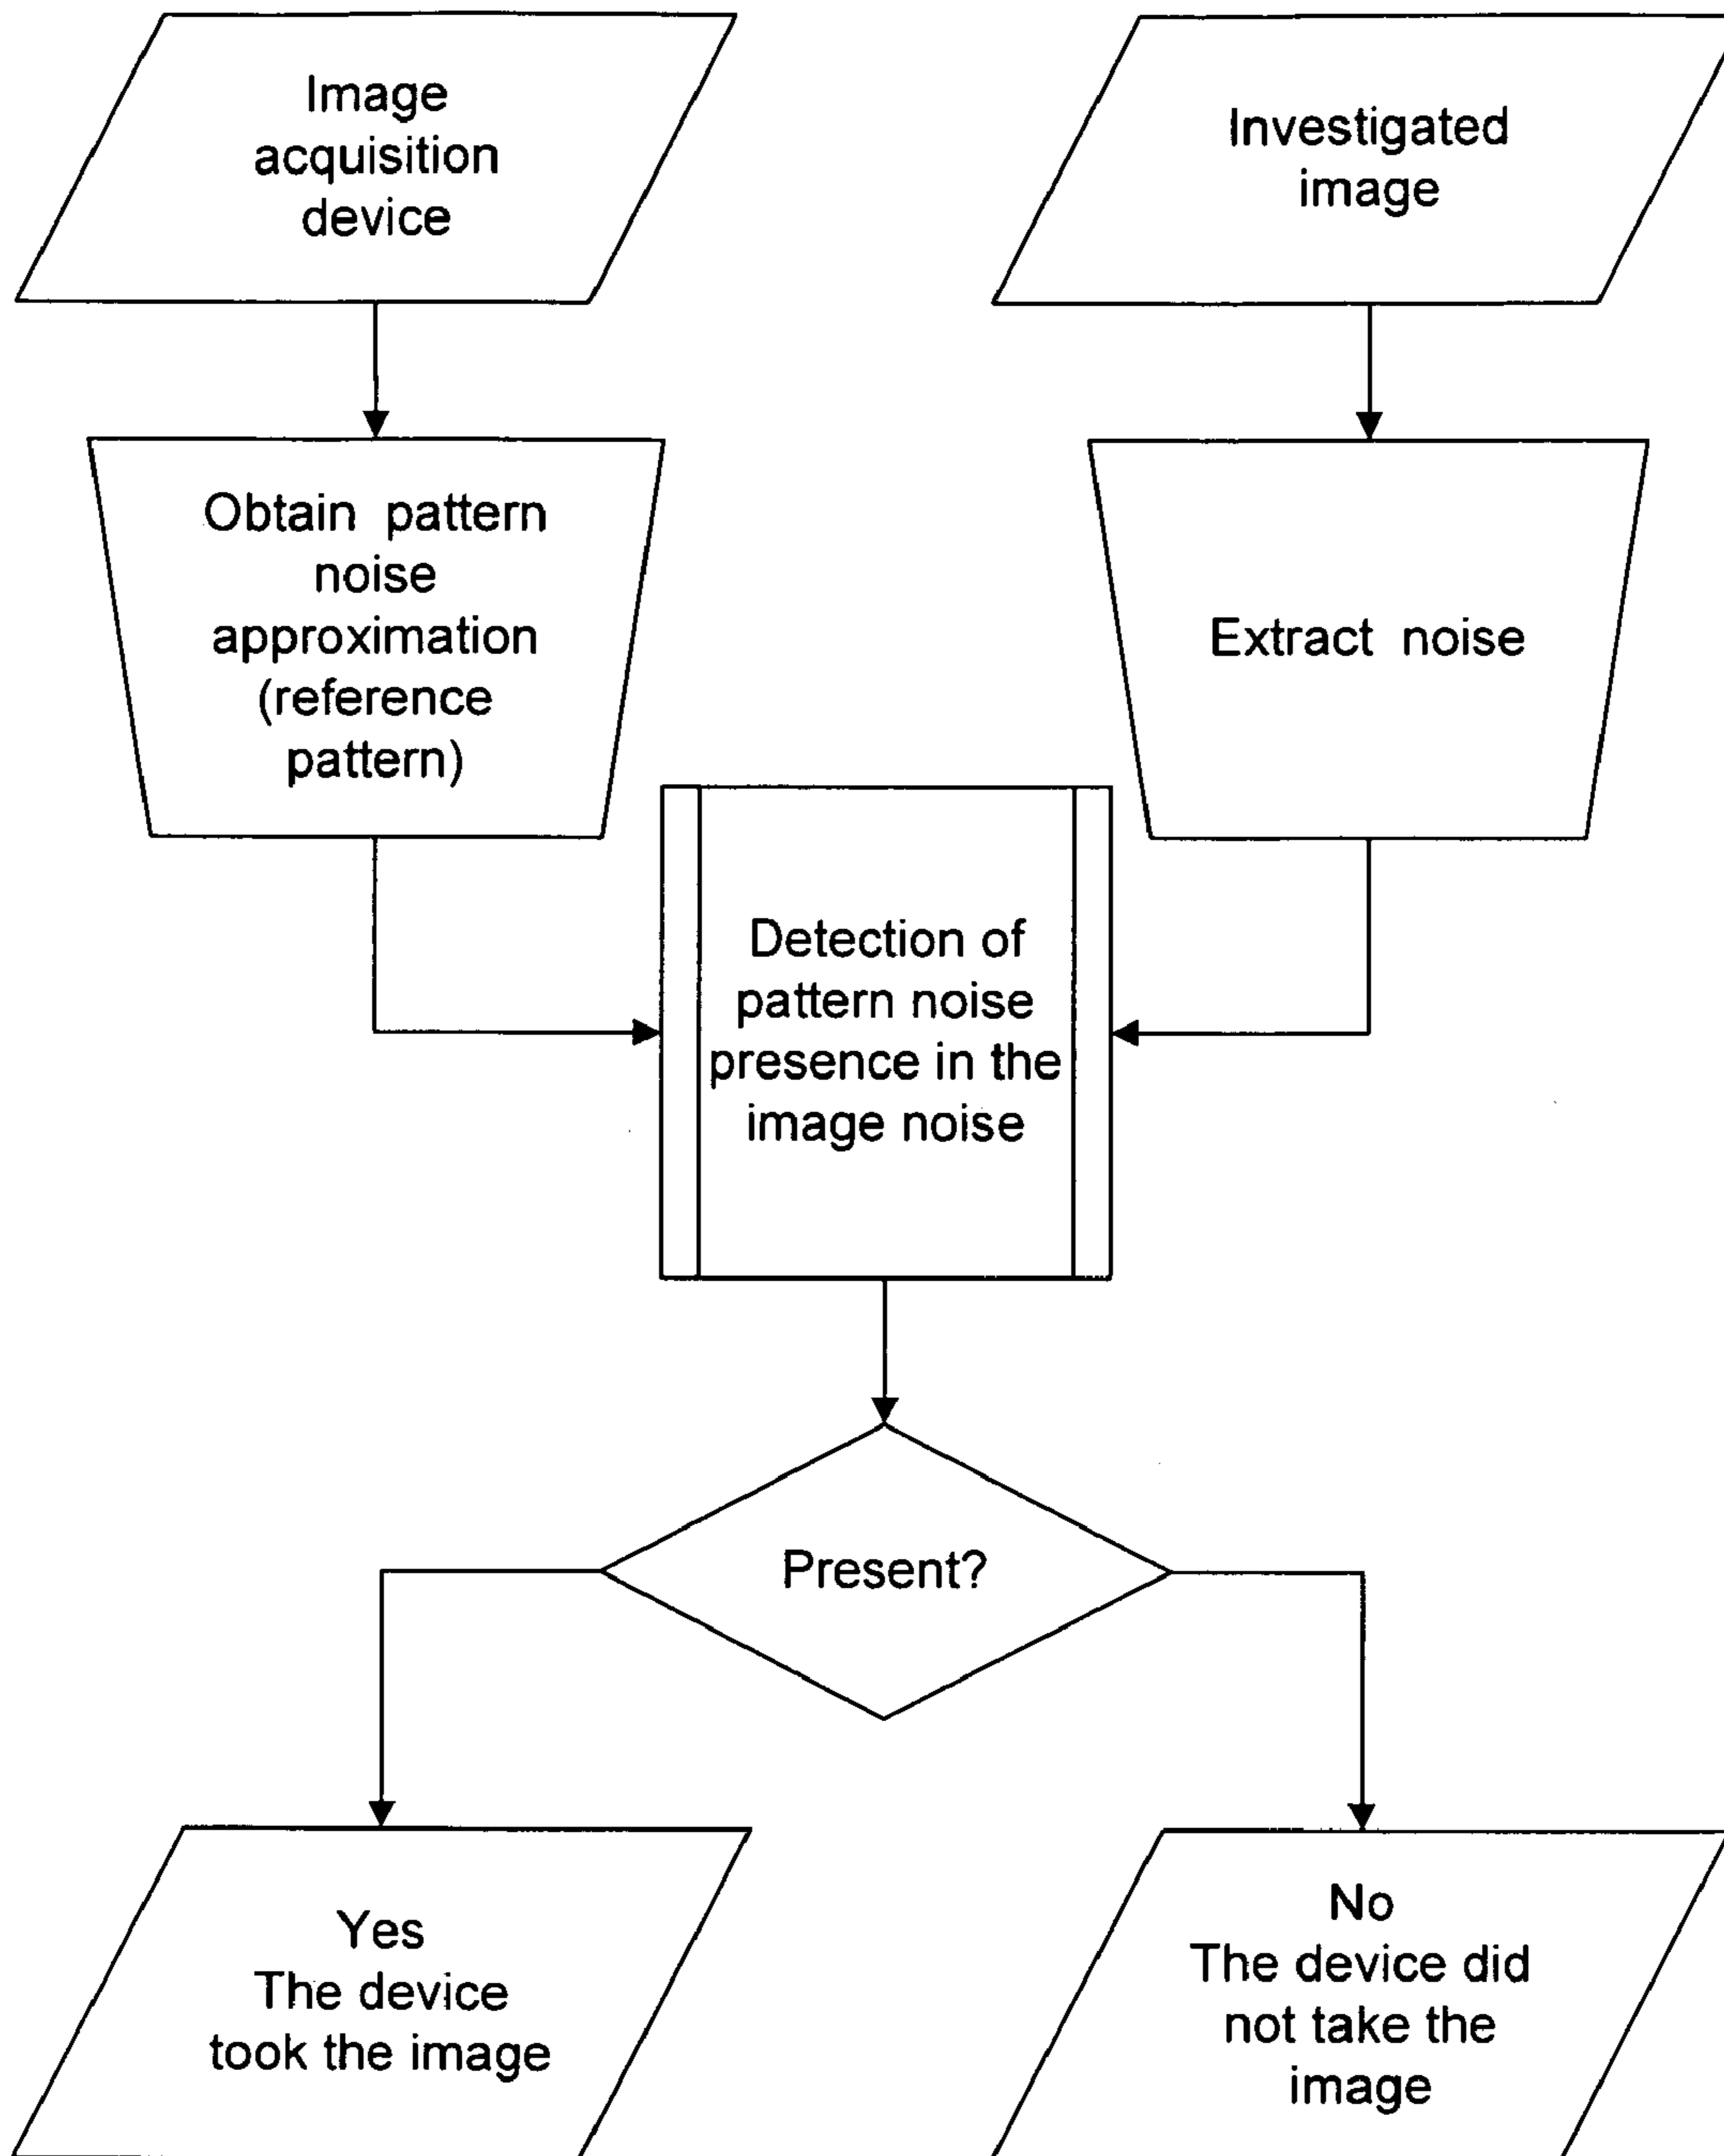 Image
acquisition
device
Investigated
image
Obtain pattern
noise
approximation
(reference
pattern)
Extract noise
Detection of
pattern noise
presence in the
image noise
Present?
Yes
The device
took the image
No
The device did
not take the
image